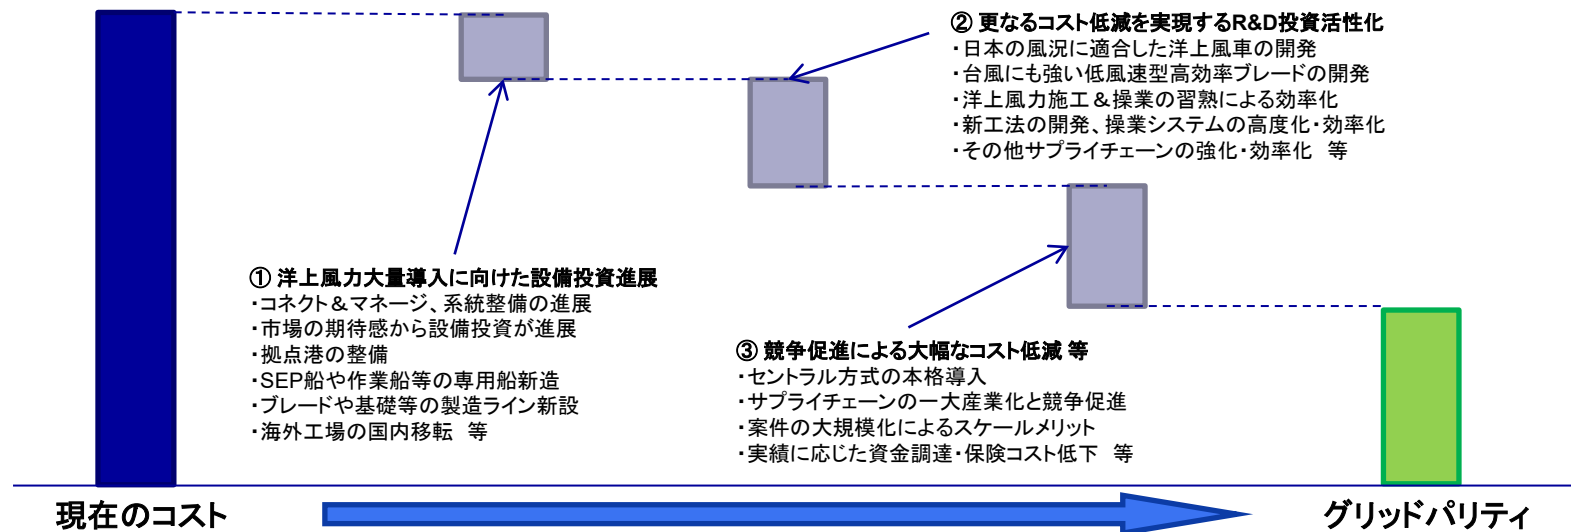 ② 更なるコスト低減を実現するR&D投資活性化
・日本の風況に適合した洋上風車の開発
・台風にも強い低風速型高効率ブレードの開発
・洋上風力施工＆操業の習熟による効率化
・新工法の開発、操業システムの高度化・効率化
・その他サプライチェーンの強化・効率化　等
① 洋上風力大量導入に向けた設備投資進展
・コネクト＆マネージ、系統整備の進展
・市場の期待感から設備投資が進展
・拠点港の整備
・SEP船や作業船等の専用船新造
・ブレードや基礎等の製造ライン新設
・海外工場の国内移転　等
③ 競争促進による大幅なコスト低減 等
・セントラル方式の本格導入
・サプライチェーンの一大産業化と競争促進
・案件の大規模化によるスケールメリット
・実績に応じた資金調達・保険コスト低下　等
現在のコスト
グリッドパリティ